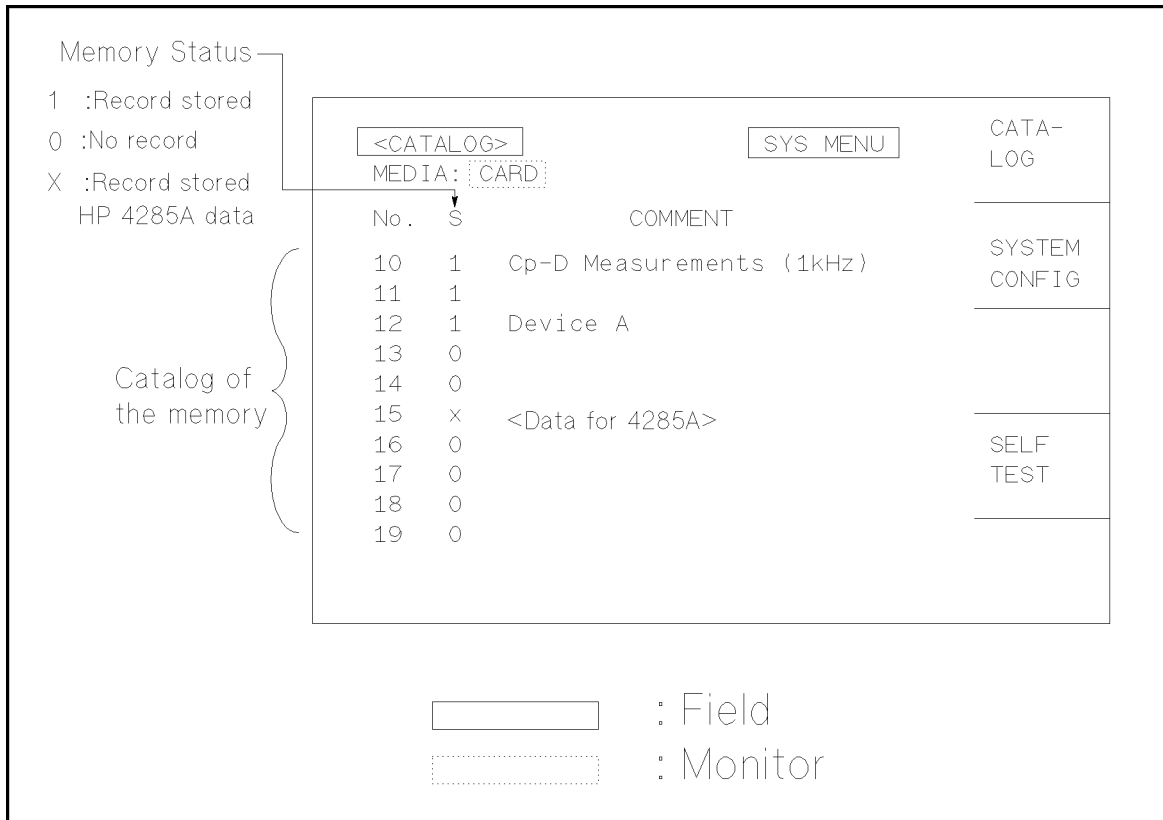 Memory Status
1 :Record stored
0 :No record
X :Record stored
HP 4285A data
Catalog of
the memory
<CATALOG>
SYS MENU
MEDIA: CARD
No. S COMMENT
10 1 Cp-D Measurements (1kHz)
11 1
12 1 Device A
13 0
14 0
15 x <Data for 4285A>
16 0
17 0
18 0
19 0
CATA-
LOG
SYSTEM
CONFIG
SELF
TEST
: Field
: Monitor